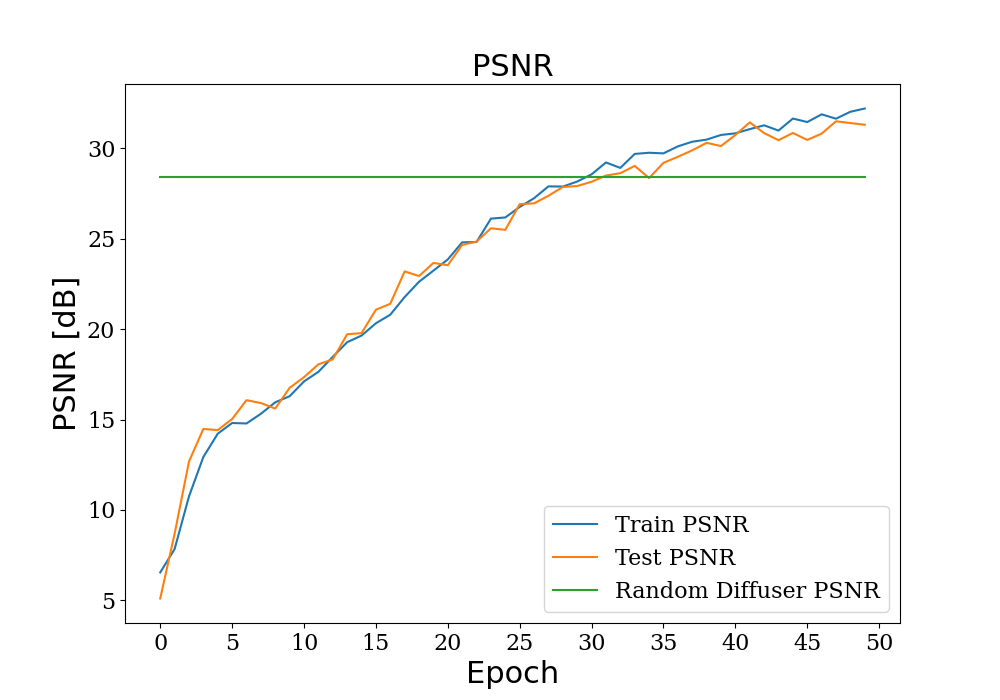 PSNR
PSNR [dB]
30
25
20
15
10
5
Train PSNR
Test PSNR
Random Diffuser PSNR
0 5 10 15 20 25 30 35 40 45 50
Epoch